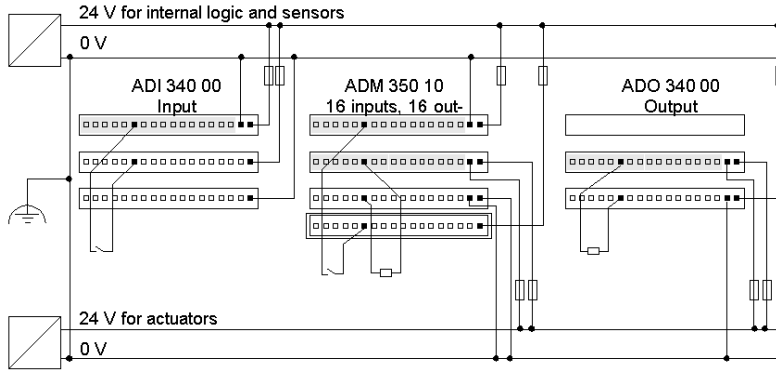 24 V for internal logic and sensors
0 V
ADI 340 00
Input
ADM 350 10
16 inputs, 16 out-
ADO 340 00
Output
24 V for actuators
0 V